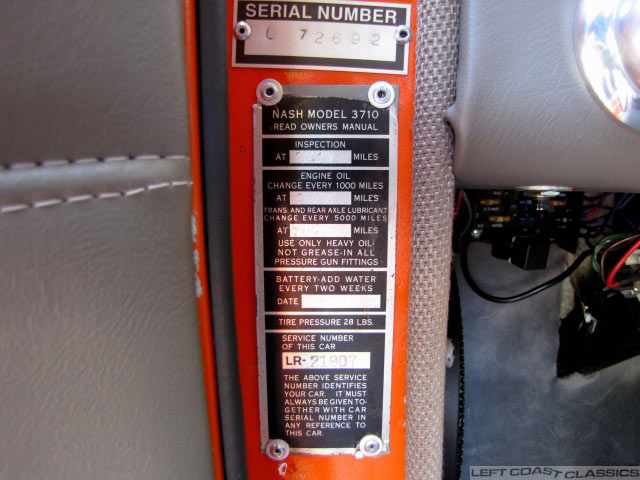 SERIAL NUMBER
L 72692
NASH MODEL 3710
READ OWNERS MANUAL
INSPECTION
AT MILES
ENGINE OIL
CHANGE EVERY 1000 MILES
AT MILES
TRANS. AND REAR AXLE LUBRICANT
CHANGE EVERY 5000 MILES
AT MILES
USE ONLY HEAVY OIL
NOT GREASE-IN ALL
PRESSURE GUN FITTINGS
BATTERY-ADD WATER
EVERY TWO WEEKS
DATE
TIRE PRESSURE 28 LBS.
SERVICE NUMBER
OF THIS CAR
LR-21907
THE ABOVE SERVICE
NUMBER IDENTIFIES
YOUR CAR. IT MUST
ALWAYS BE GIVEN TO-
GETHER WITH CAR
SERIAL NUMBER IN
ANY REFERENCE TO
THIS CAR.
LEFT COAST CLASSICS